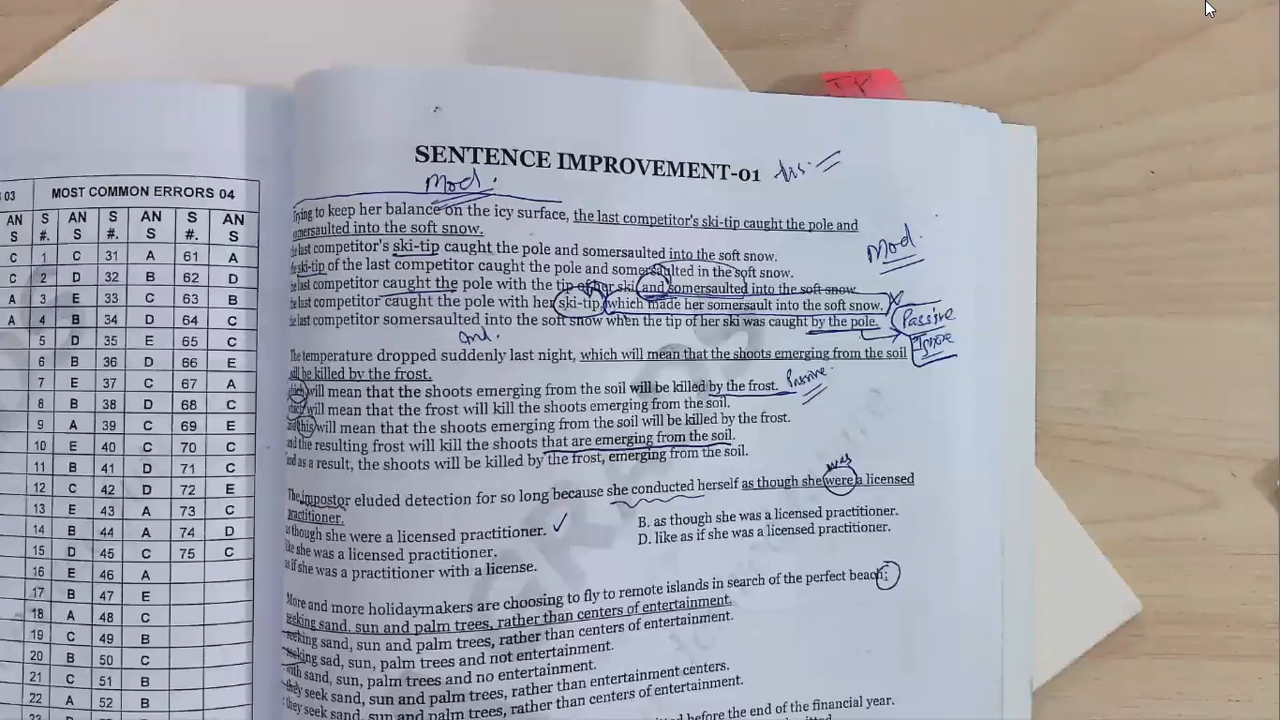 SENTENCE IMPROVEMENT-01
Mod.
Trying to keep her balance on the icy surface, the last competitor's ski-tip caught the pole and
somersaulted into the soft snow.
the last competitor's ski-tip caught the pole and somersaulted into the soft snow.
the ski-tip of the last competitor caught the pole and somersaulted in the soft snow.
the last competitor caught the pole with the tip of her ski and somersaulted into the soft snow.
the last competitor caught the pole with her ski-tip, which made her somersault into the soft snow.
the last competitor somersaulted into the soft snow when the tip of her ski was caught by the pole.
Mod.
Passive
Ignore
and.
The temperature dropped suddenly last night, which will mean that the shoots emerging from the soil
will be killed by the frost.
which will mean that the shoots emerging from the soil will be killed by the frost.
Passive.
which will mean that the frost will kill the shoots emerging from the soil.
and this will mean that the shoots emerging from the soil will be killed by the frost.
and the resulting frost will kill the shoots that are emerging from the soil.
and as a result, the shoots will be killed by the frost, emerging from the soil.
was
The impostor eluded detection for so long because she conducted herself as though she were a licensed
practitioner.
as though she were a licensed practitioner. ✓
B. as though she was a licensed practitioner.
like she was a licensed practitioner.
D. like as if she was a licensed practitioner.
as if she was a practitioner with a license.
More and more holidaymakers are choosing to fly to remote islands in search of the perfect beach;
seeking sand, sun and palm trees, rather than centers of entertainment.
seeking sand, sun and palm trees, rather than centers of entertainment.
seeking sad, sun, palm trees and not entertainment.
with sand, sun and palm trees and no entertainment.
they seek sand, sun and palm trees, rather than entertainment centers.
they seek sand, sun and palm trees, rather than centers of entertainment.
before the end of the financial year.
03 MOST COMMON ERRORS 04
AN S S #. AN S S #. AN S S #. AN S
C 1 C 31 A 61 A
C 2 D 32 B 62 D
A 3 E 33 C 63 B
A 4 B 34 D 64 C
5 D 35 E 65 C
6 B 36 D 66 E
7 E 37 C 67 A
8 B 38 D 68 C
9 A 39 C 69 E
10 E 40 C 70 C
11 B 41 D 71 C
12 C 42 D 72 E
13 E 43 A 73 C
14 B 44 A 74 D
15 D 45 C 75 C
16 E 46 A
17 B 47 E
18 A 48 C
19 C 49 B
20 B 50 C
21 C 51 B
22 A 52 B